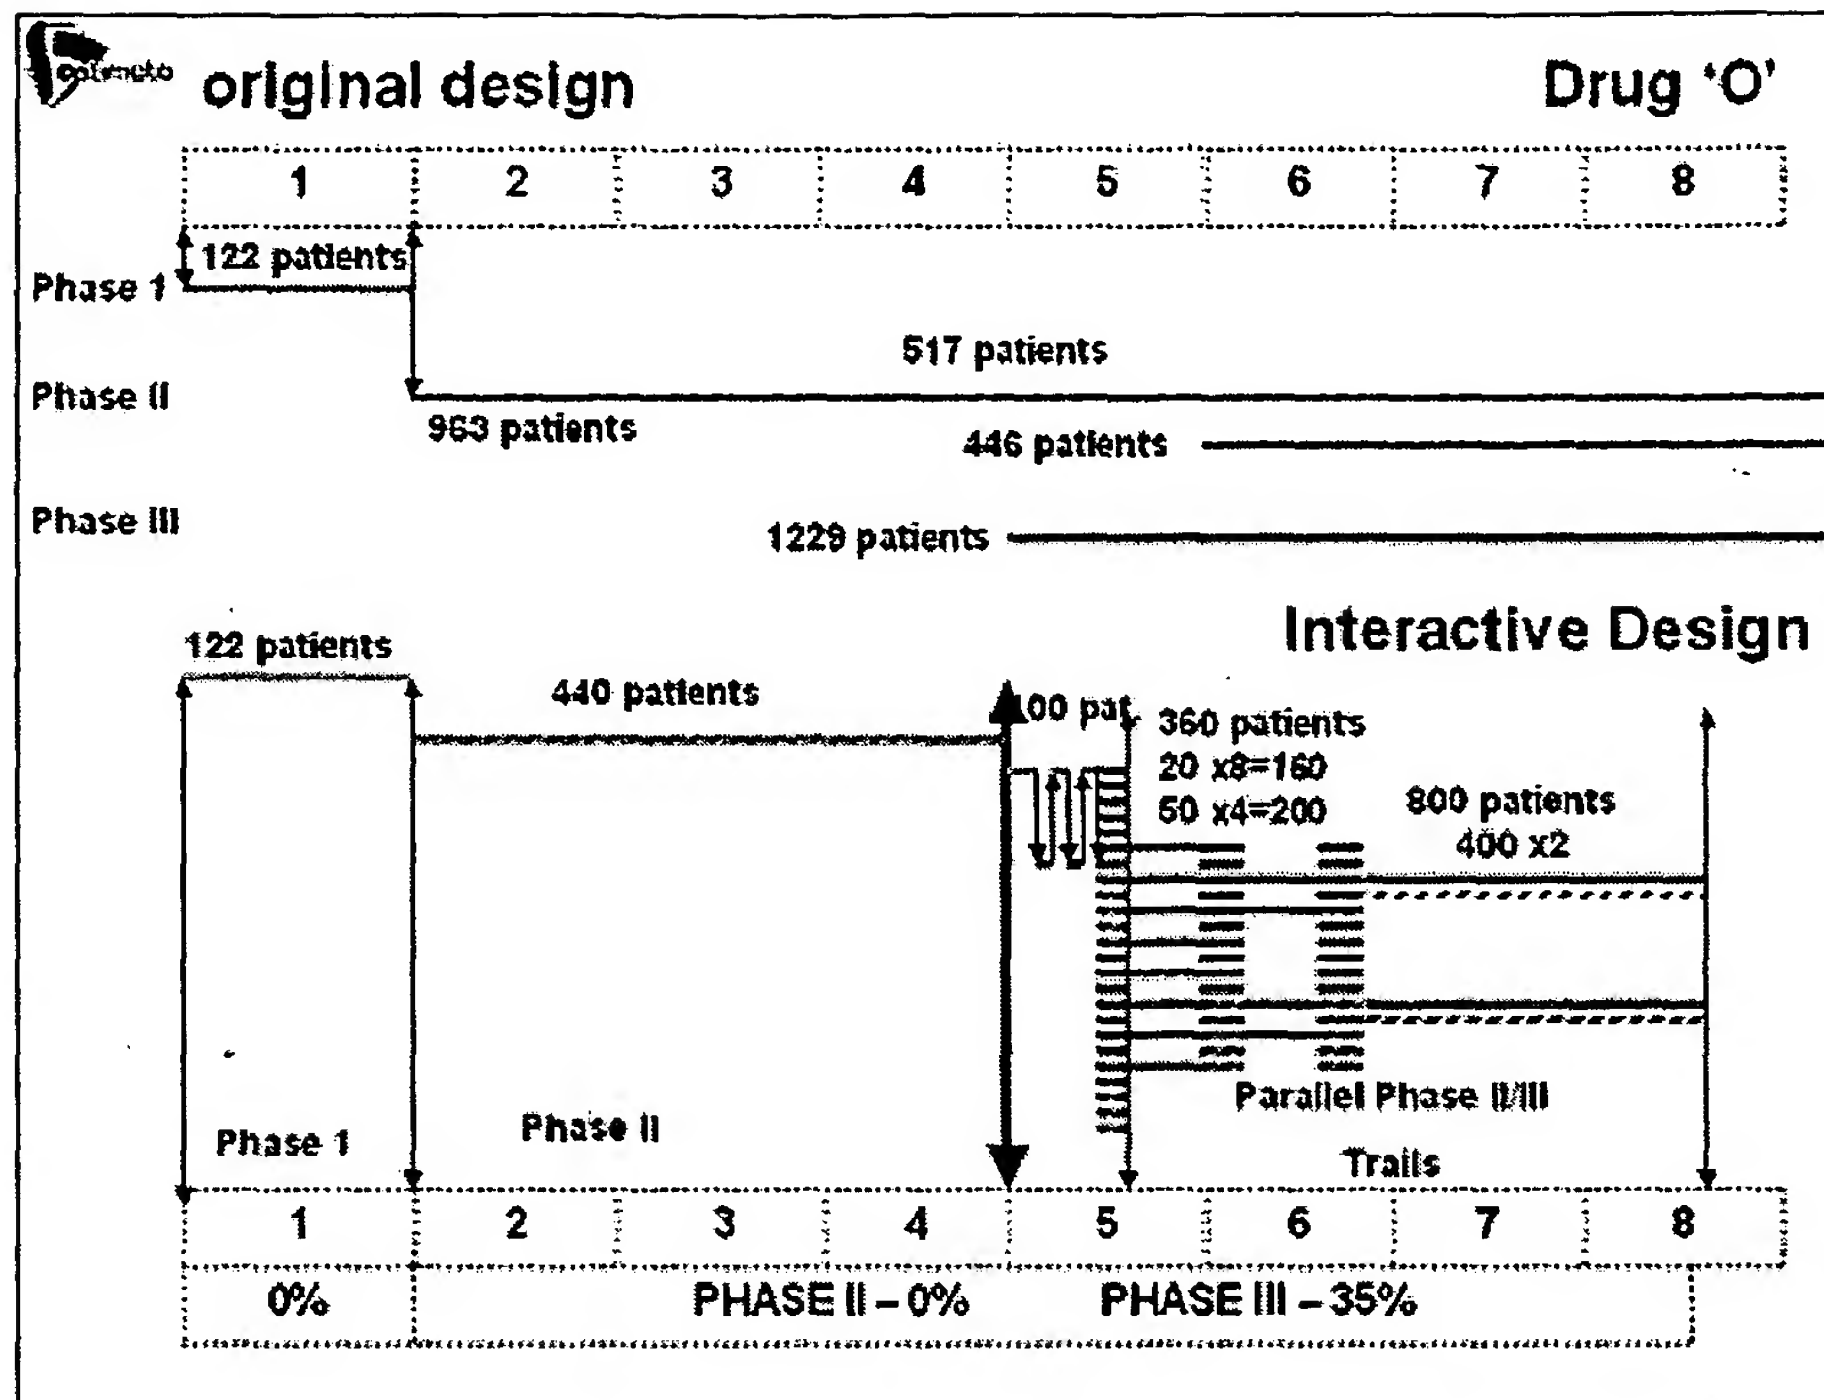 original design
Drug ‘O’
1 2 3 4 5 6 7 8
122 patients
Phase 1
517 patients
Phase II
963 patients
446 patients
Phase III
1229 patients
Interactive Design
122 patients
440 patients
100 pat.
360 patients
20 x8=160
50 x4=200
800 patients
400 x2
Parallel Phase II/III
Phase II
Phase 1
Trails
1 2 3 4 5 6 7 8
0% PHASE II – 0% PHASE III – 35%